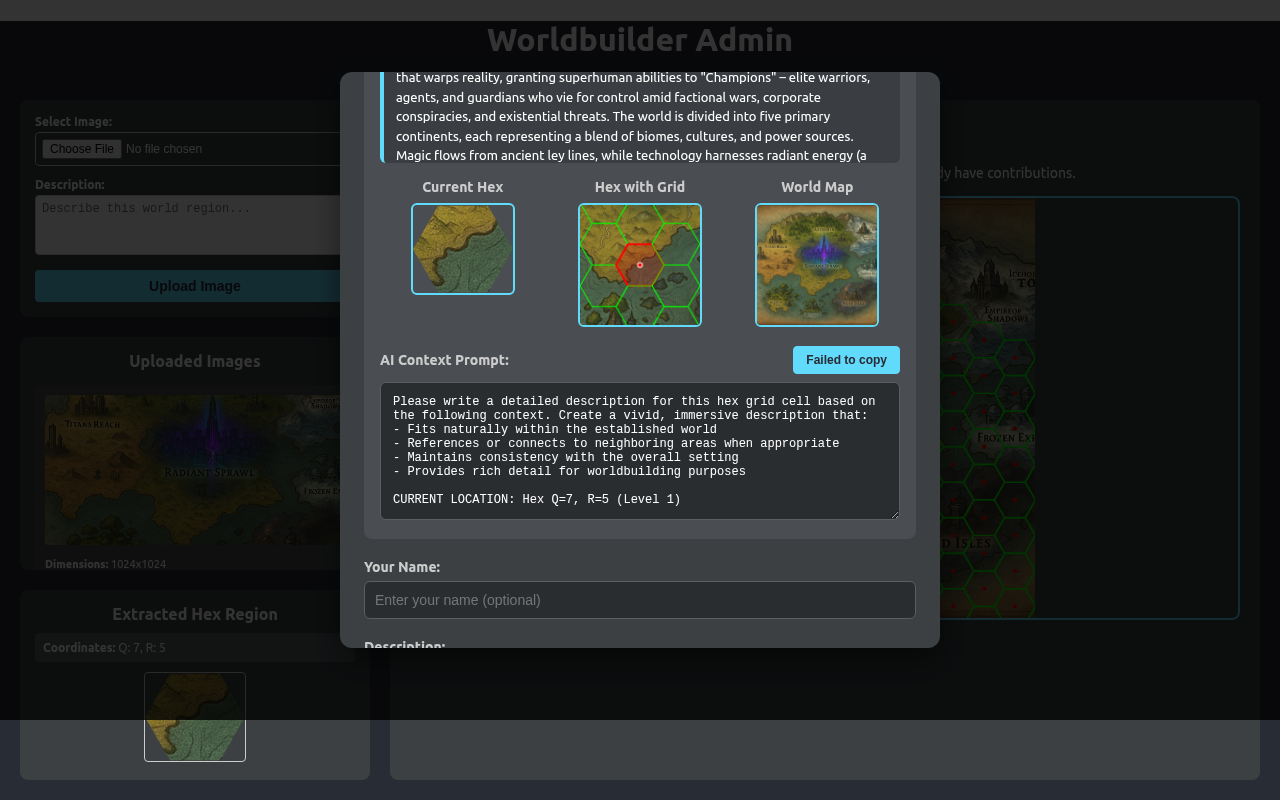 Worldbuilder Admin
Select Image:
Choose File No file chosen
Description:
Describe this world region...
Upload Image
Uploaded Images
TITAN'S REACH
RADIANT SPRAWL
Dimensions: 1024x1024
Extracted Hex Region
Coordinates: Q: 7, R: 5
that warps reality, granting superhuman abilities to "Champions" – elite warriors,
agents, and guardians who vie for control amid factional wars, corporate
conspiracies, and existential threats. The world is divided into five primary
continents, each representing a blend of biomes, cultures, and power sources.
Magic flows from ancient ley lines, while technology harnesses radiant energy (a
Current Hex
Hex with Grid
World Map
RADIANT SPRAWL
AI Context Prompt:
Failed to copy
Please write a detailed description for this hex grid cell based on
the following context. Create a vivid, immersive description that:
- Fits naturally within the established world
- References or connects to neighboring areas when appropriate
- Maintains consistency with the overall setting
- Provides rich detail for worldbuilding purposes
CURRENT LOCATION: Hex Q=7, R=5 (Level 1)
Your Name:
Enter your name (optional)
Description:
dy have contributions.
EMPIRE OF
SHADOWS
FROZEN EXP
D ISLES